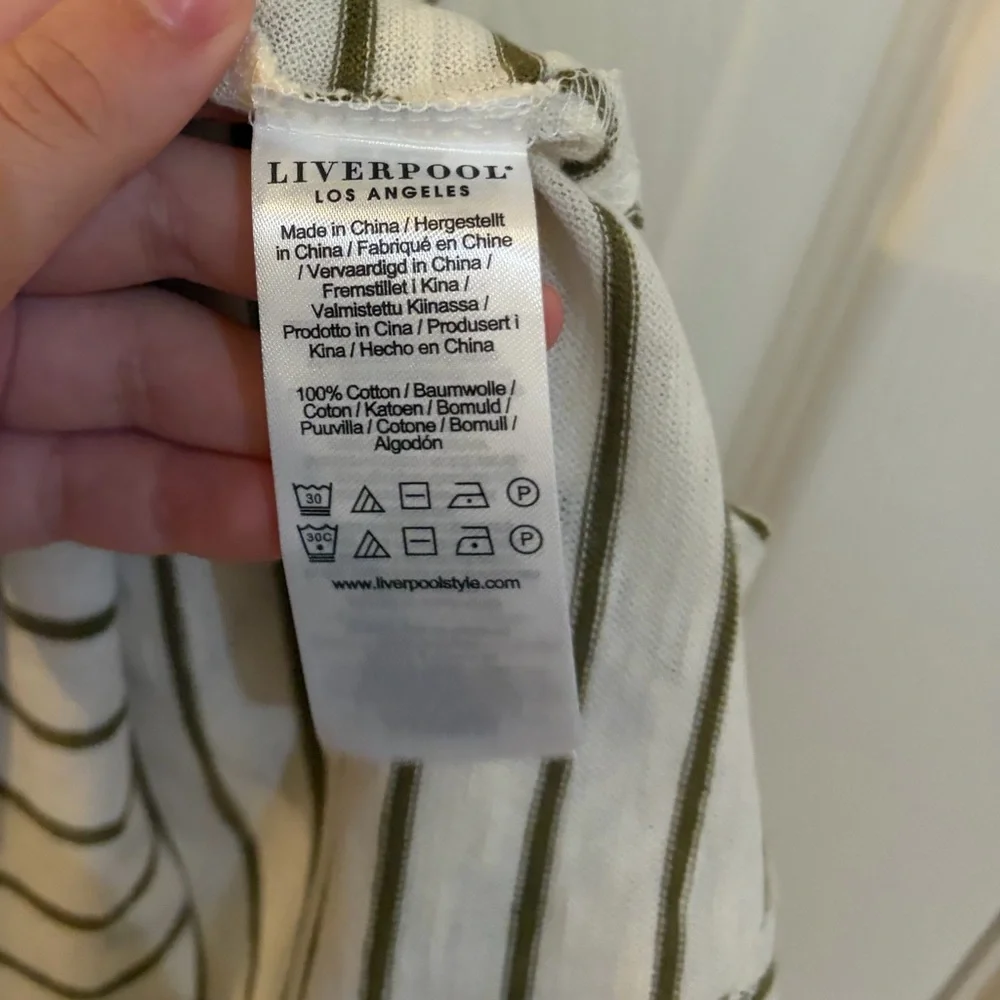 LIVERPOOL
LOS ANGELES
Made in China / Hergestellt
in China / Fabriqué en Chine
/ Vervaardigd in China /
Fremstillet i Kina /
Valmistettu Kiinassa /
Prodotto in Cina / Produsert i
Kina / Hecho en China
100% Cotton / Baumwolle /
Coton / Katoen / Bomuld /
Puuvilla / Cotone / Bomull /
Algodón
30 P
30C P
www.liverpoolstyle.com